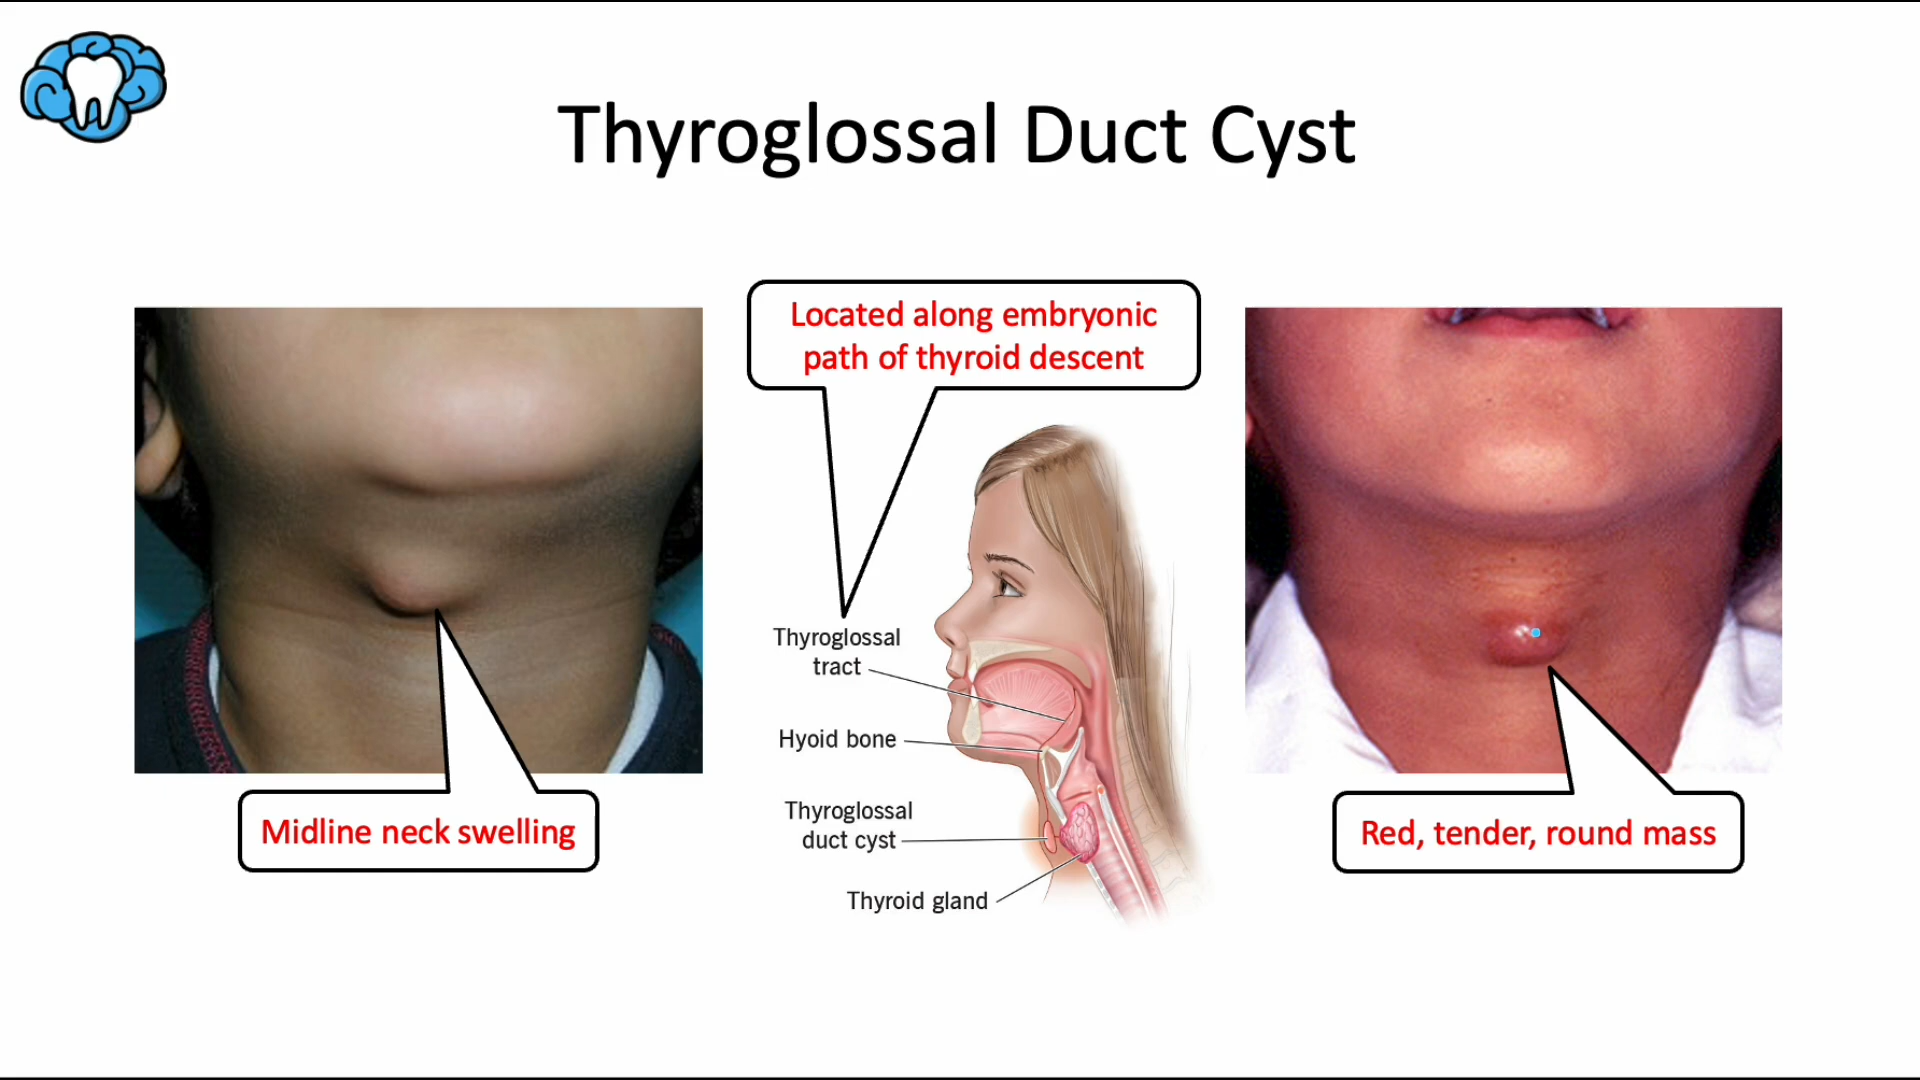 Thyroglossal Duct Cyst
Located along embryonic
path of thyroid descent
Thyroglossal
tract
Hyoid bone
Thyroglossal
duct cyst
Thyroid gland
Midline neck swelling
Red, tender, round mass